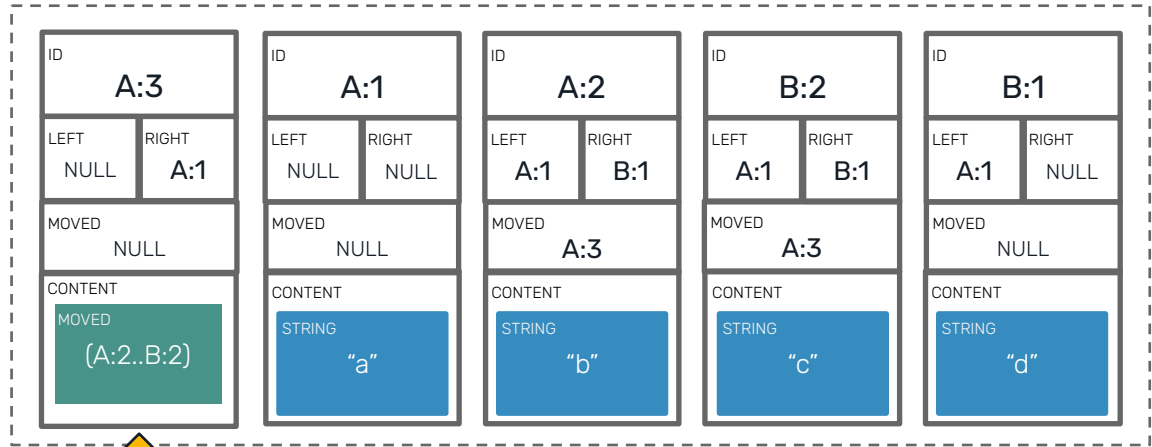 ID
A:3
LEFT
NULL
RIGHT
A:1
MOVED
NULL
CONTENT
MOVED
(A:2..B:2)
ID
A:1
LEFT
NULL
RIGHT
NULL
MOVED
NULL
CONTENT
STRING
“a”
ID
A:2
LEFT
A:1
RIGHT
B:1
MOVED
A:3
CONTENT
STRING
“b”
ID
B:2
LEFT
A:1
RIGHT
B:1
MOVED
A:3
CONTENT
STRING
“c”
ID
B:1
LEFT
A:1
RIGHT
NULL
MOVED
NULL
CONTENT
STRING
“d”